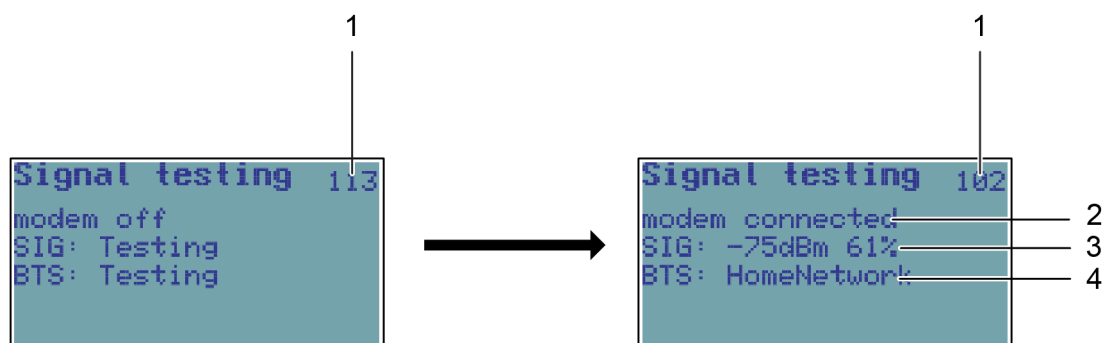 1
1
Signal testing 113
modem off
SIG: Testing
BTS: Testing
Signal testing 102
modem connected
SIG: -75dBm 61%
BTS: HomeNetwork
2
3
4